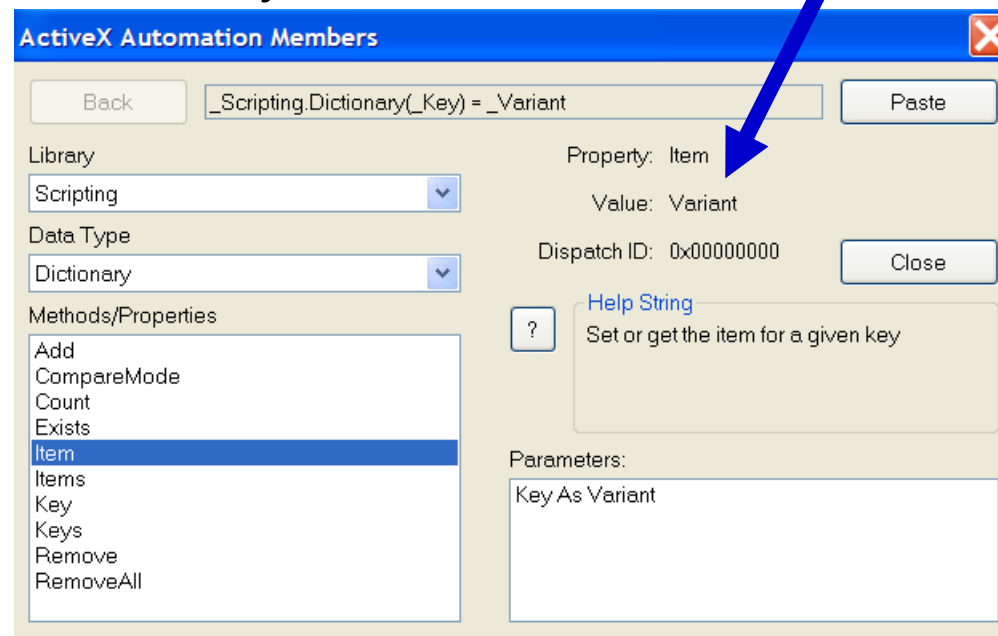 ActiveX Automation Members
Back
_Scripting.Dictionary(_Key) = _Variant
Paste
Library
Scripting
Data Type
Dictionary
Methods/Properties
Add
CompareMode
Count
Exists
Item
Items
Key
Keys
Remove
RemoveAll
Property: Item
Value: Variant
Dispatch ID: 0x00000000
Close
?
Help String
Set or get the item for a given key
Parameters:
Key As Variant